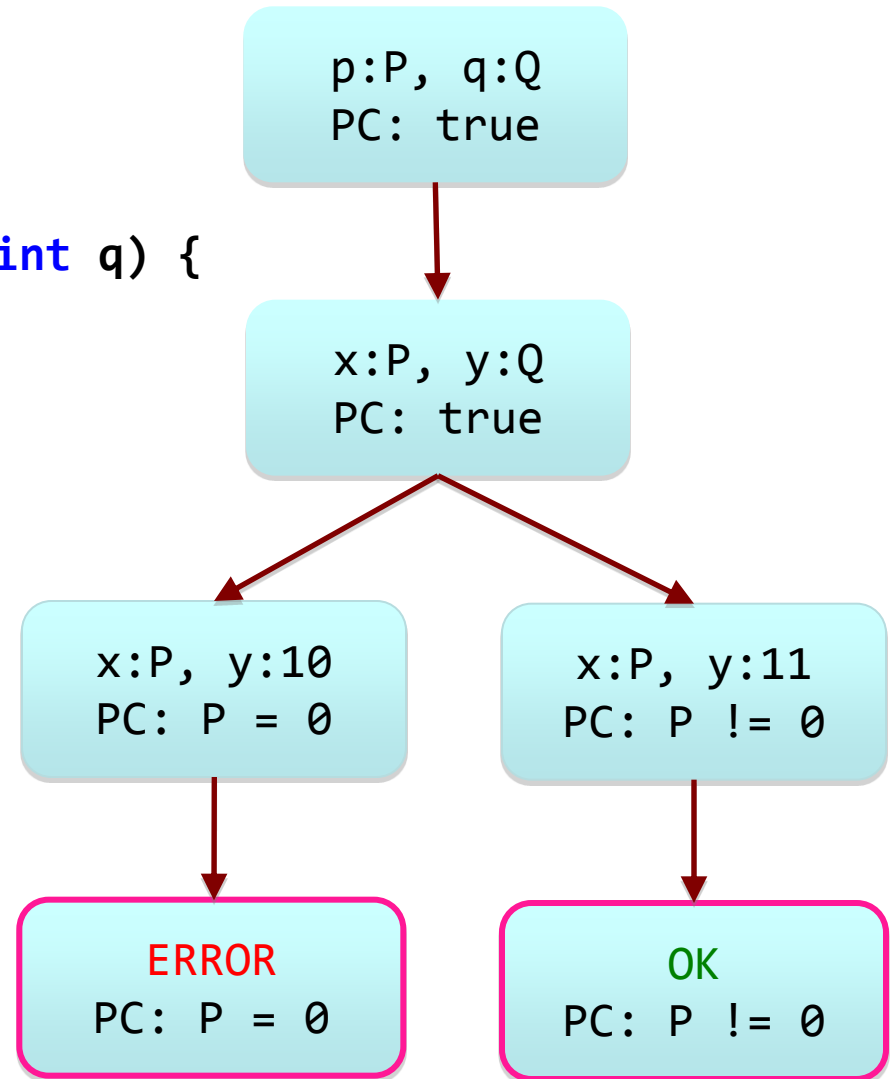 p:P, q:Q
PC: true
int q) {
x:P, y:Q
PC: true
x:P, y:10
PC: P = 0
x:P, y:11
PC: P != 0
ERROR
PC: P = 0
OK
PC: P != 0